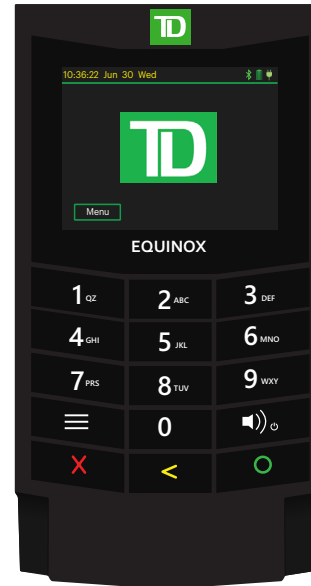 TD
10:36:22 Jun 30 Wed
TD
Menu
EQUINOX
1 QZ 2 ABC 3 DEF
4 GHI 5 JKL 6 MNO
7 PRS 8 TUV 9 WXY
0
X < O